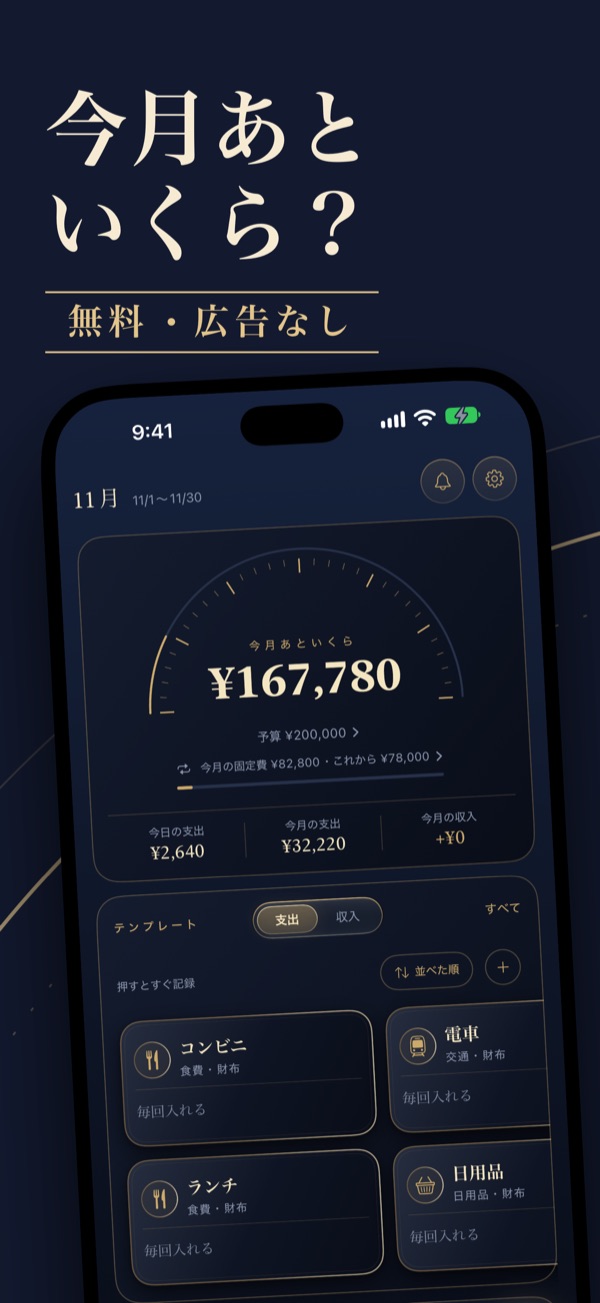 今月あと
いくら？
無料・広告なし
9:41
11月 11/1〜11/30
今月あといくら
¥167,780
予算 ¥200,000 >
今月の固定費 ¥82,800・これから ¥78,000 >
今日の支出 今月の支出 今月の収入
¥2,640 ¥32,220 +¥0
テンプレート 支出 収入 すべて
押すとすぐ記録 ↑↓ 並べた順 +
コンビニ 電車
食費・財布 交通・財布
毎回入れる 毎回入れる
ランチ 日用品
食費・財布 日用品・財布
毎回入れる 毎回入れる